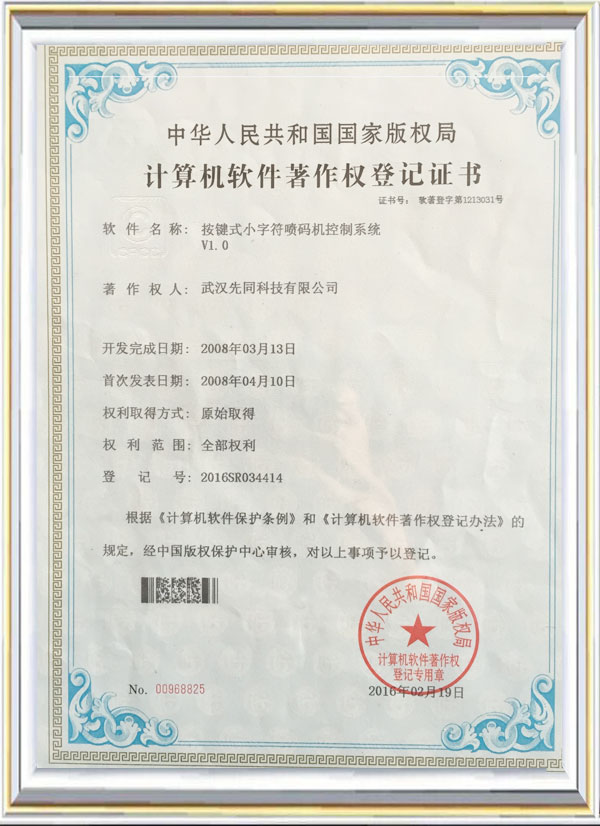 中华人民共和国国家版权局
计算机软件著作权登记证书
证书号： 软著登字第1213031号
软件名称： 按键式小字符喷码机控制系统
V1.0
著作权人： 武汉先同科技有限公司
开发完成日期： 2008年03月13日
首次发表日期： 2008年04月10日
权利取得方式： 原始取得
权利范围： 全部权利
登记号： 2016SR034414
根据《计算机软件保护条例》和《计算机软件著作权登记办法》的
规定，经中国版权保护中心审核，对以上事项予以登记。
中华人民共和国国家版权局
计算机软件著作权
登记专用章
No. 00968825
2016年02月19日